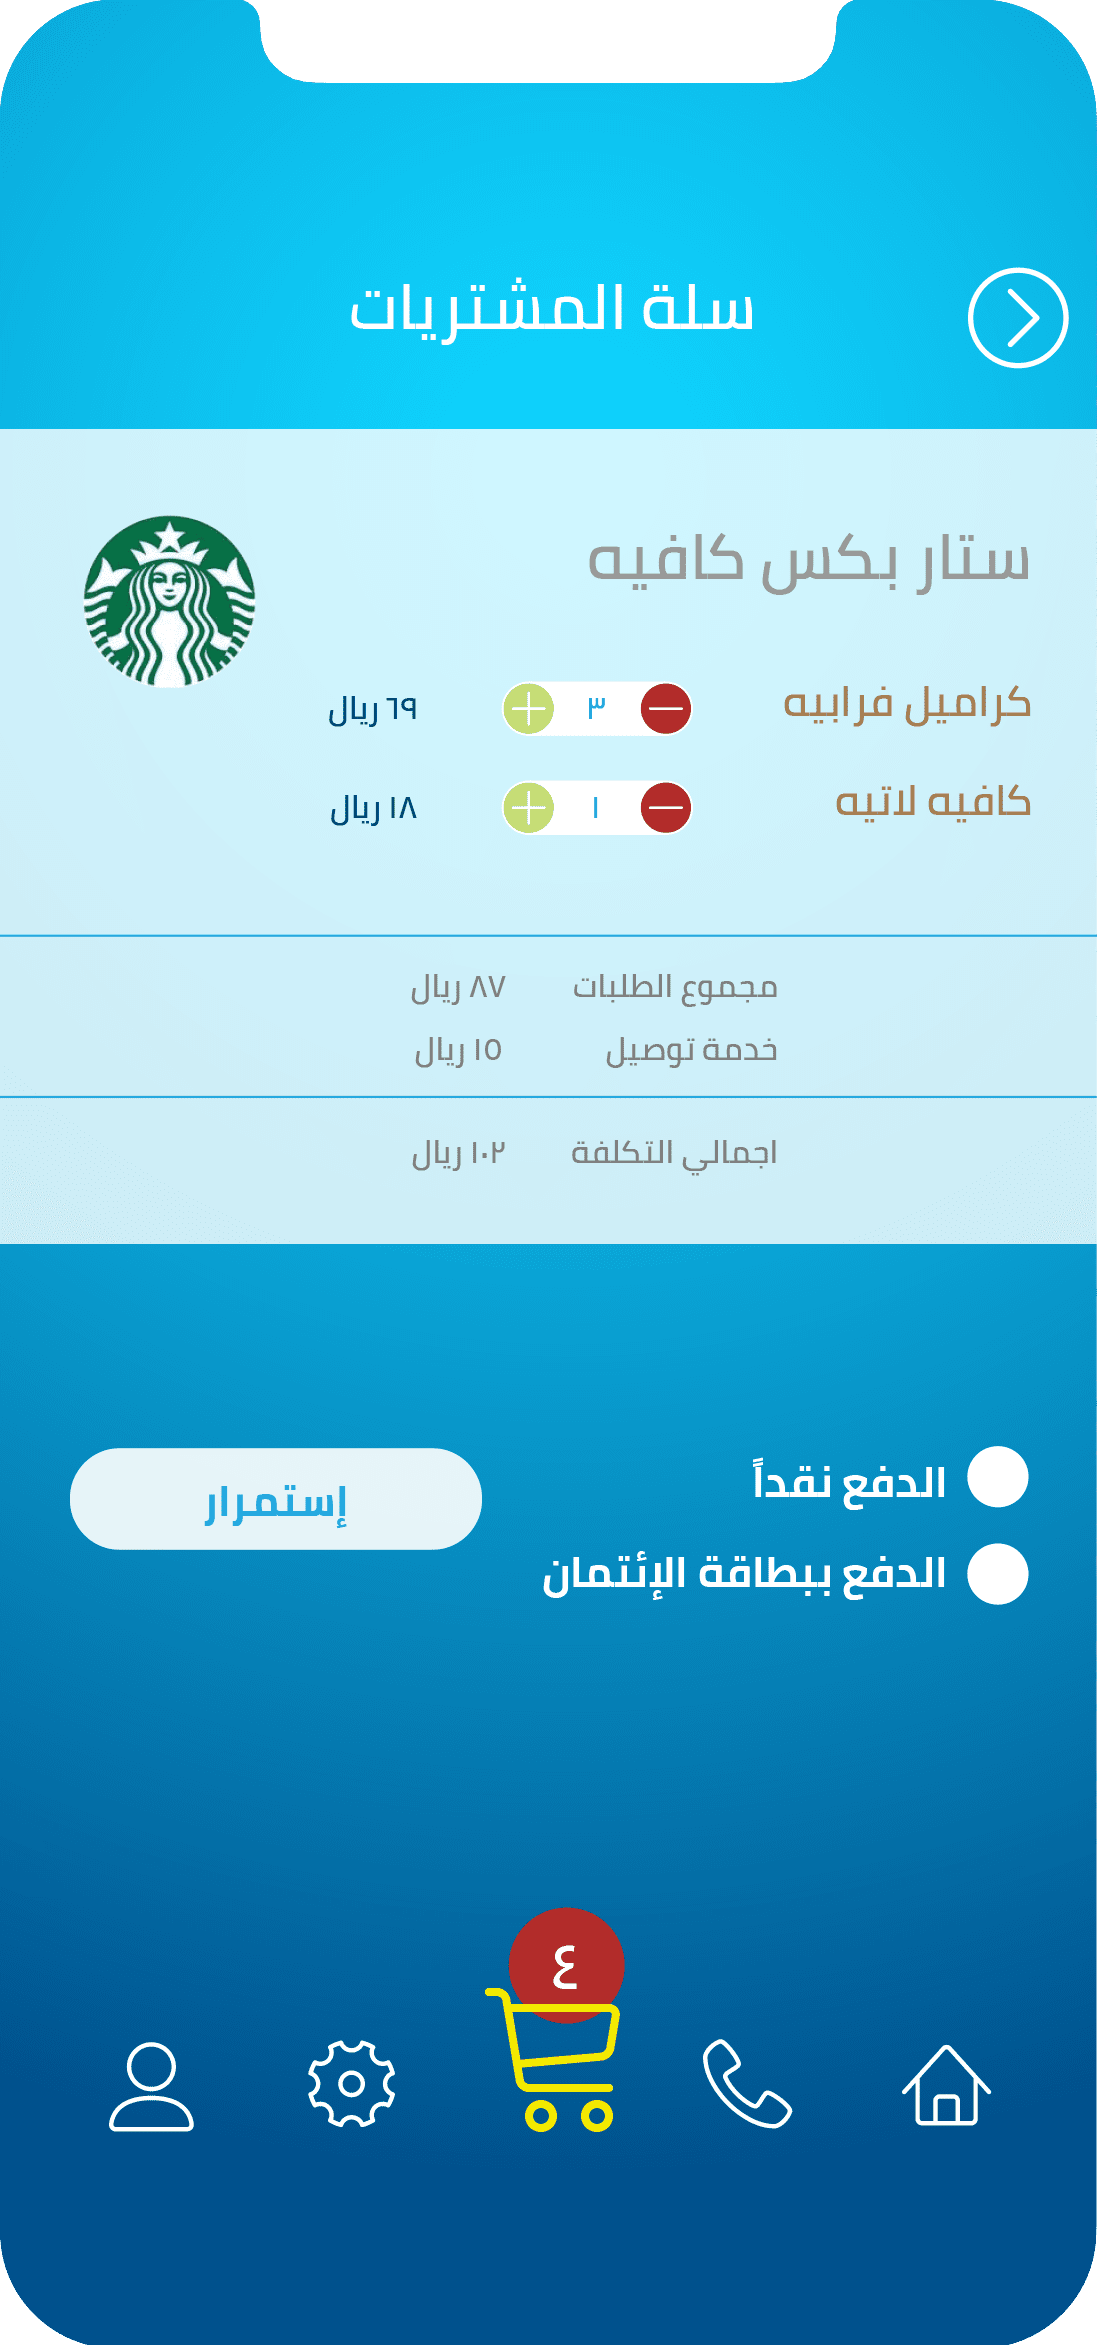 سلة المشتريات
ستار بكس كافيه
كراميل فرابيه ٣ ٦٩ ريال
كافيه لاتيه ١ ١٨ ريال
مجموع الطلبات ٨٧ ريال
خدمة توصيل ١٥ ريال
اجمالي التكلفة ١٠٢ ريال
الدفع نقداً
إستمرار
الدفع ببطاقة الإئتمان
٤